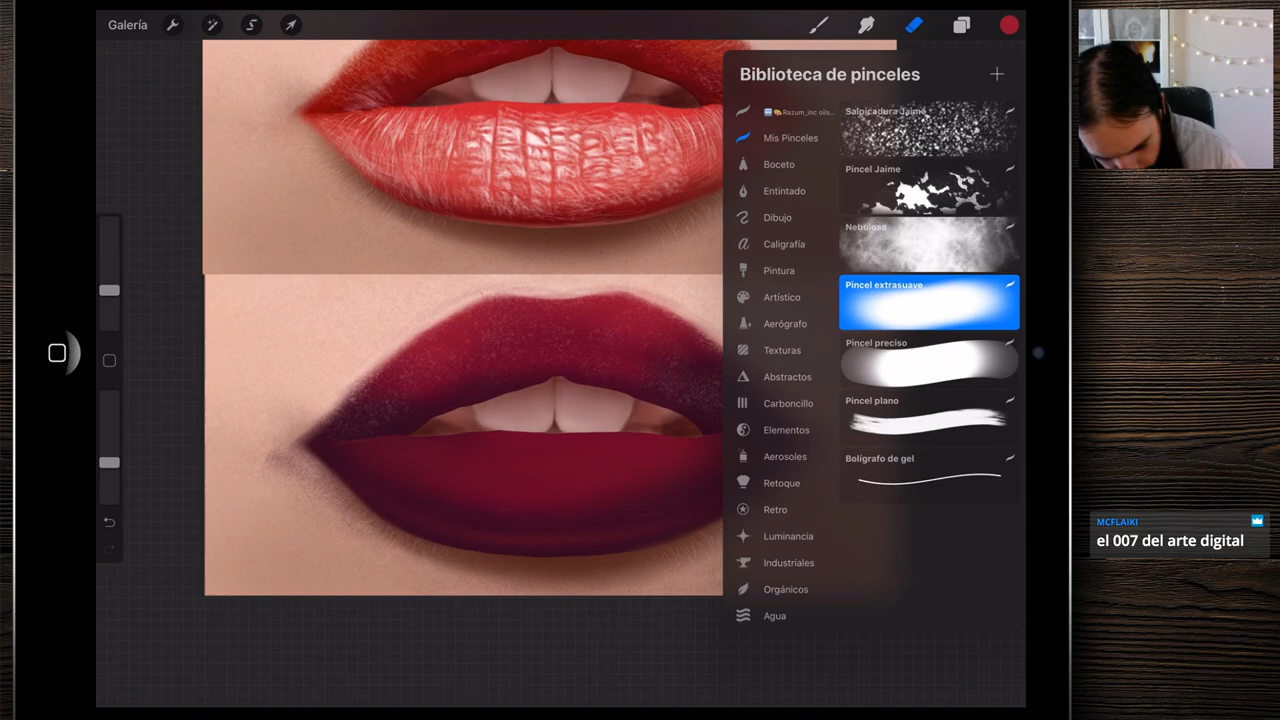 Galería
Biblioteca de pinceles
Razum_inc oils...
Mis Pinceles
Boceto
Entintado
Dibujo
Caligrafía
Pintura
Artístico
Aerógrafo
Texturas
Abstractos
Carboncillo
Elementos
Aerosoles
Retoque
Retro
Luminancia
Industriales
Orgánicos
Agua
Salpicadura Jaime
Pincel Jaime
Nebulosa
Pincel extrasuave
Pincel preciso
Pincel plano
Bolígrafo de gel
MCFLAIKI
el 007 del arte digital